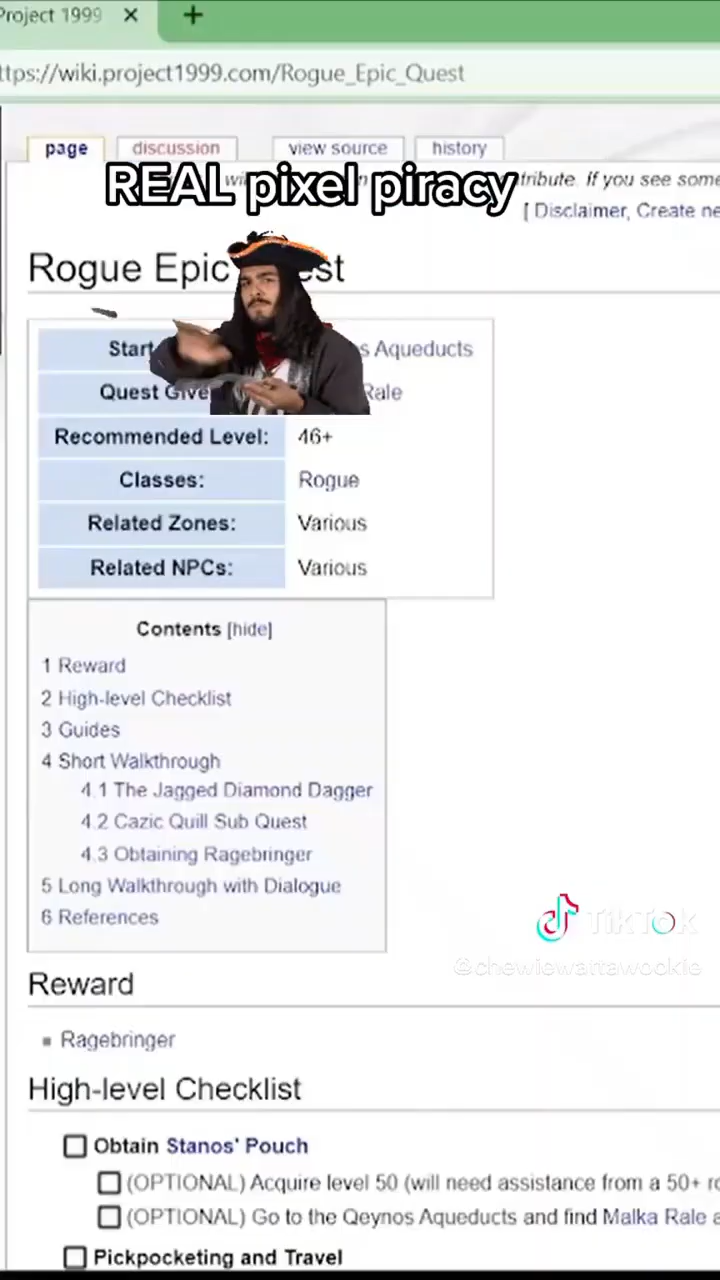 Project 1999
ttps://wiki.project1999.com/Rogue_Epic_Quest
page discussion view source history
REAL pixel piracy
tribute. If you see some
[ Disclaimer, Create ne
Rogue Epic est
Start s Aqueducts
Quest Give Rale
Recommended Level: 46+
Classes: Rogue
Related Zones: Various
Related NPCs: Various
Contents [hide]
1 Reward
2 High-level Checklist
3 Guides
4 Short Walkthrough
4.1 The Jagged Diamond Dagger
4.2 Cazic Quill Sub Quest
4.3 Obtaining Ragebringer
5 Long Walkthrough with Dialogue
6 References
TikTok
@chewiewattawookie
Reward
Ragebringer
High-level Checklist
Obtain Stanos' Pouch
(OPTIONAL) Acquire level 50 (will need assistance from a 50+ ro
(OPTIONAL) Go to the Qeynos Aqueducts and find Malka Rale a
Pickpocketing and Travel